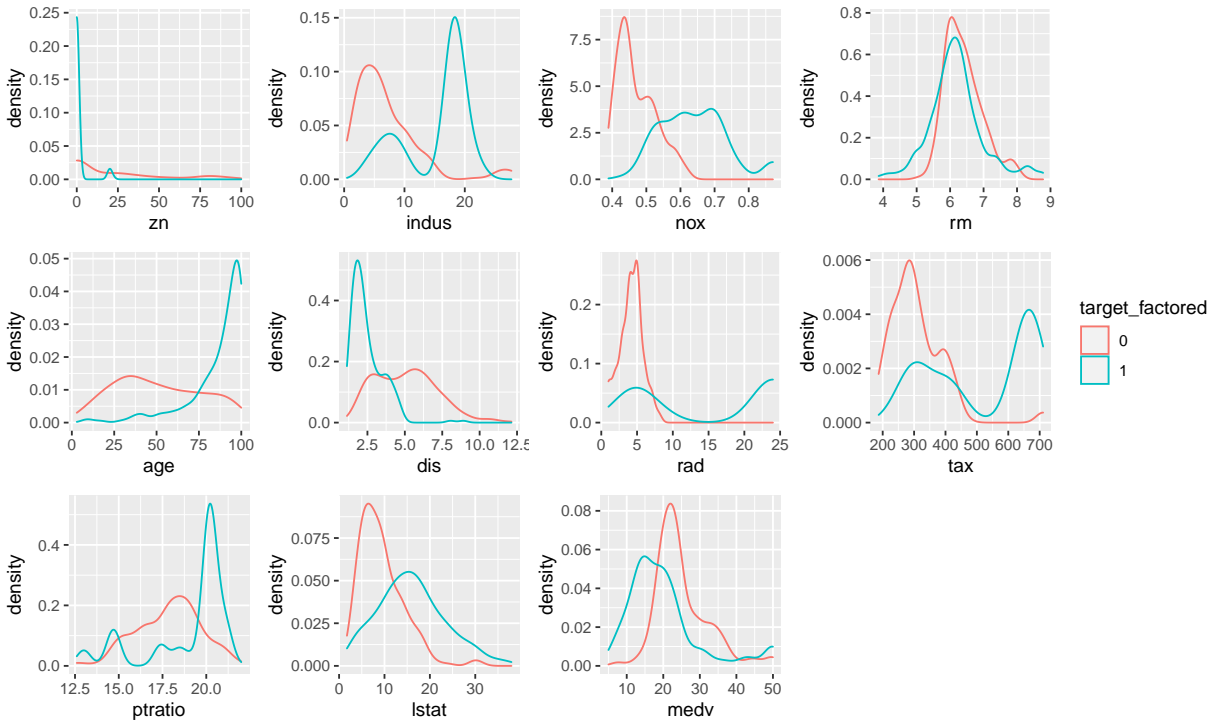 density
0.25
0.20
0.15
0.10
0.05
0.00
0 25 50 75 100
zn
density
0.15
0.10
0.05
0.00
0 10 20
indus
density
7.5
5.0
2.5
0.0
0.4 0.5 0.6 0.7 0.8
nox
density
0.8
0.6
0.4
0.2
0.0
4 5 6 7 8 9
rm
density
0.05
0.04
0.03
0.02
0.01
0.00
0 25 50 75 100
age
density
0.4
0.2
0.0
2.5 5.0 7.5 10.0 12.5
dis
density
0.2
0.1
0.0
0 5 10 15 20 25
rad
density
0.006
0.004
0.002
0.000
200 300 400 500 600 700
tax
target_factored
0
1
density
0.4
0.2
0.0
12.5 15.0 17.5 20.0
ptratio
density
0.075
0.050
0.025
0.000
0 10 20 30
lstat
density
0.08
0.06
0.04
0.02
0.00
10 20 30 40 50
medv